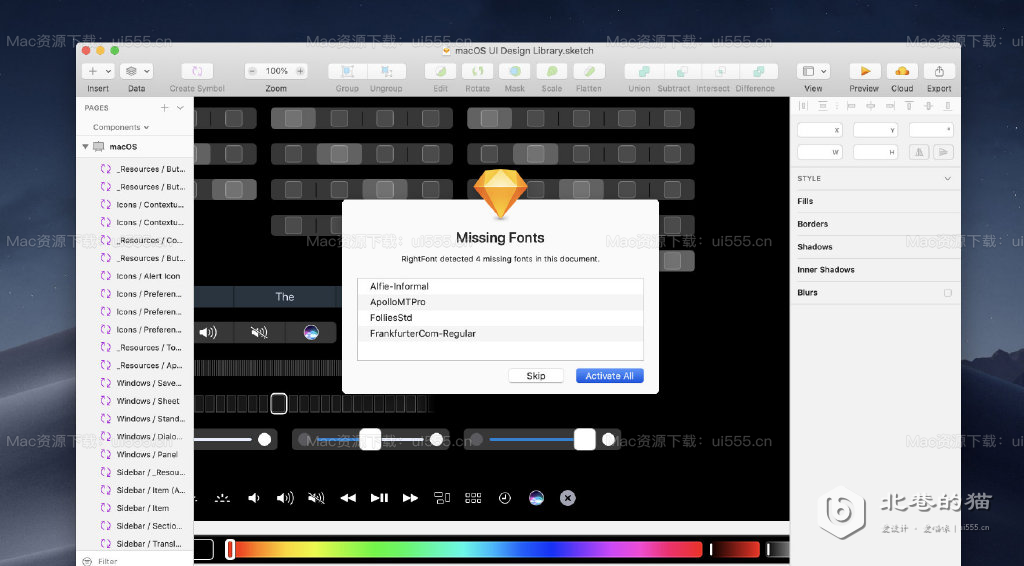 Mac资源下载：ui555.cn
Mac资源下载：ui555.cn
Mac资源下载：ui555.cn
Mac资源下载：
macOS UI Design Library.sketch
100%
Insert
Data
Create Symbol
Zoom
Group
Ungroup
Edit
Rotate
Mask
Scale
Flatten
Union
Subtract
Intersect
Difference
View
Preview
Cloud
Export
PAGES
Components
macOS
_Resources / But...
_Resources / But...
Icons / Contextu...
Icons / Contextu...
_Resources / Co...
_Resources / But...
Icons / Alert Icon
Icons / Preferen...
Icons / Preferen...
Icons / Preferen...
_Resources / To...
_Resources / Ap...
Windows / Save...
Windows / Sheet
Windows / Stand...
Windows / Dialo...
Windows / Panel
Sidebar / _Resou...
Sidebar / Item (A...
Sidebar / Item
Sidebar / Sectio...
Sidebar / Transl...
Filter
The
Missing Fonts
RightFont detected 4 missing fonts in this document.
Alfie-Informal
ApolloMTPro
FolliesStd
FrankfurterCom-Regular
Skip
Activate All
X
Y
°
W
H
STYLE
Fills
Borders
Shadows
Inner Shadows
Blurs
Mac资源下载：ui555.cn
Mac资源下载：ui555.cn
Mac资源下载：ui555.cn
Mac资源下载：
Mac资源下载：ui555.cn
Mac资源下载：ui555.cn
Mac资源下载：ui555.cn
Mac资源下载：
北巷的猫
爱设计 · 爱喵咪 | ui555.cn